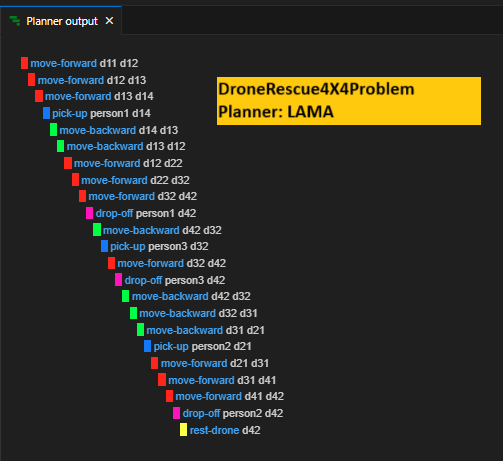 Planner output
move-forward d11 d12
move-forward d12 d13
DroneRescue4X4Problem
move-forward d13 d14
Planner: LAMA
pick-up person1 d14
move-backward d14 d13
move-backward d13 d12
move-forward d12 d22
move-forward d22 d32
move-forward d32 d42
drop-off person1 d42
move-backward d42 d32
pick-up person3 d32
move-forward d32 d42
drop-off person3 d42
move-backward d42 d32
move-backward d32 d31
move-backward d31 d21
pick-up person2 d21
move-forward d21 d31
move-forward d31 d41
move-forward d41 d42
drop-off person2 d42
rest-drone d42